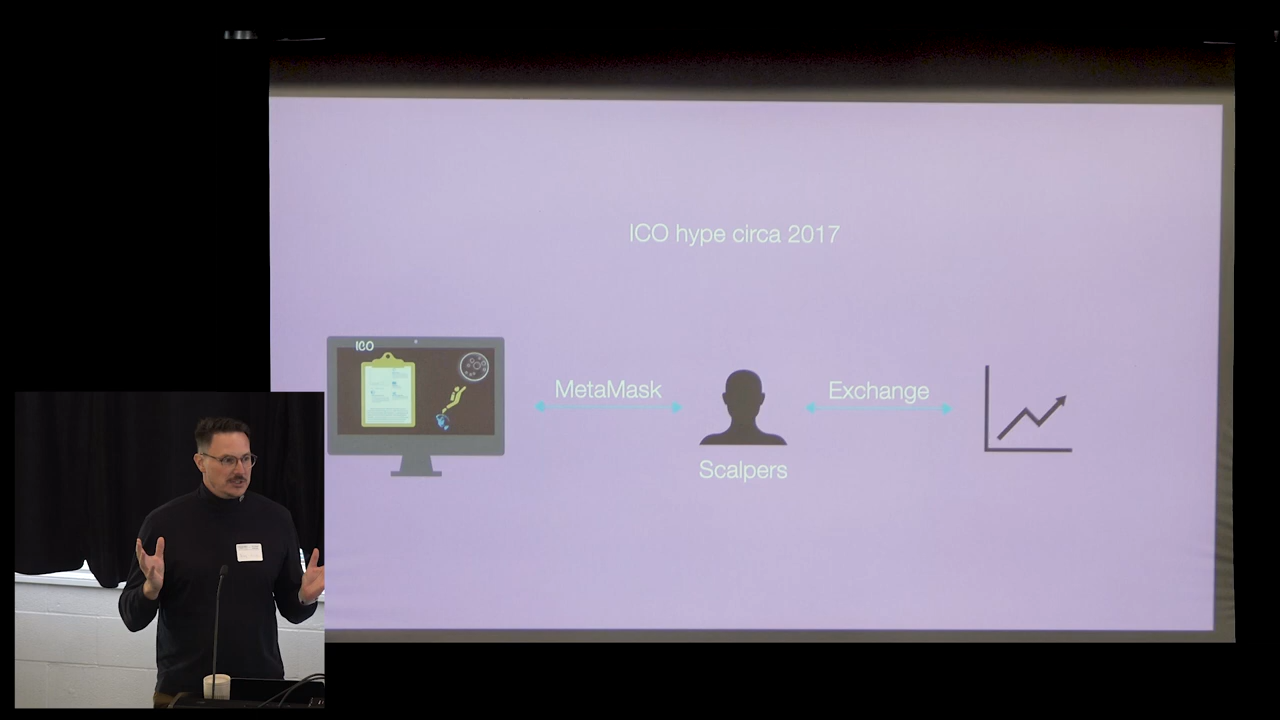 ICO hype circa 2017
ICO
MetaMask
Exchange
Scalpers